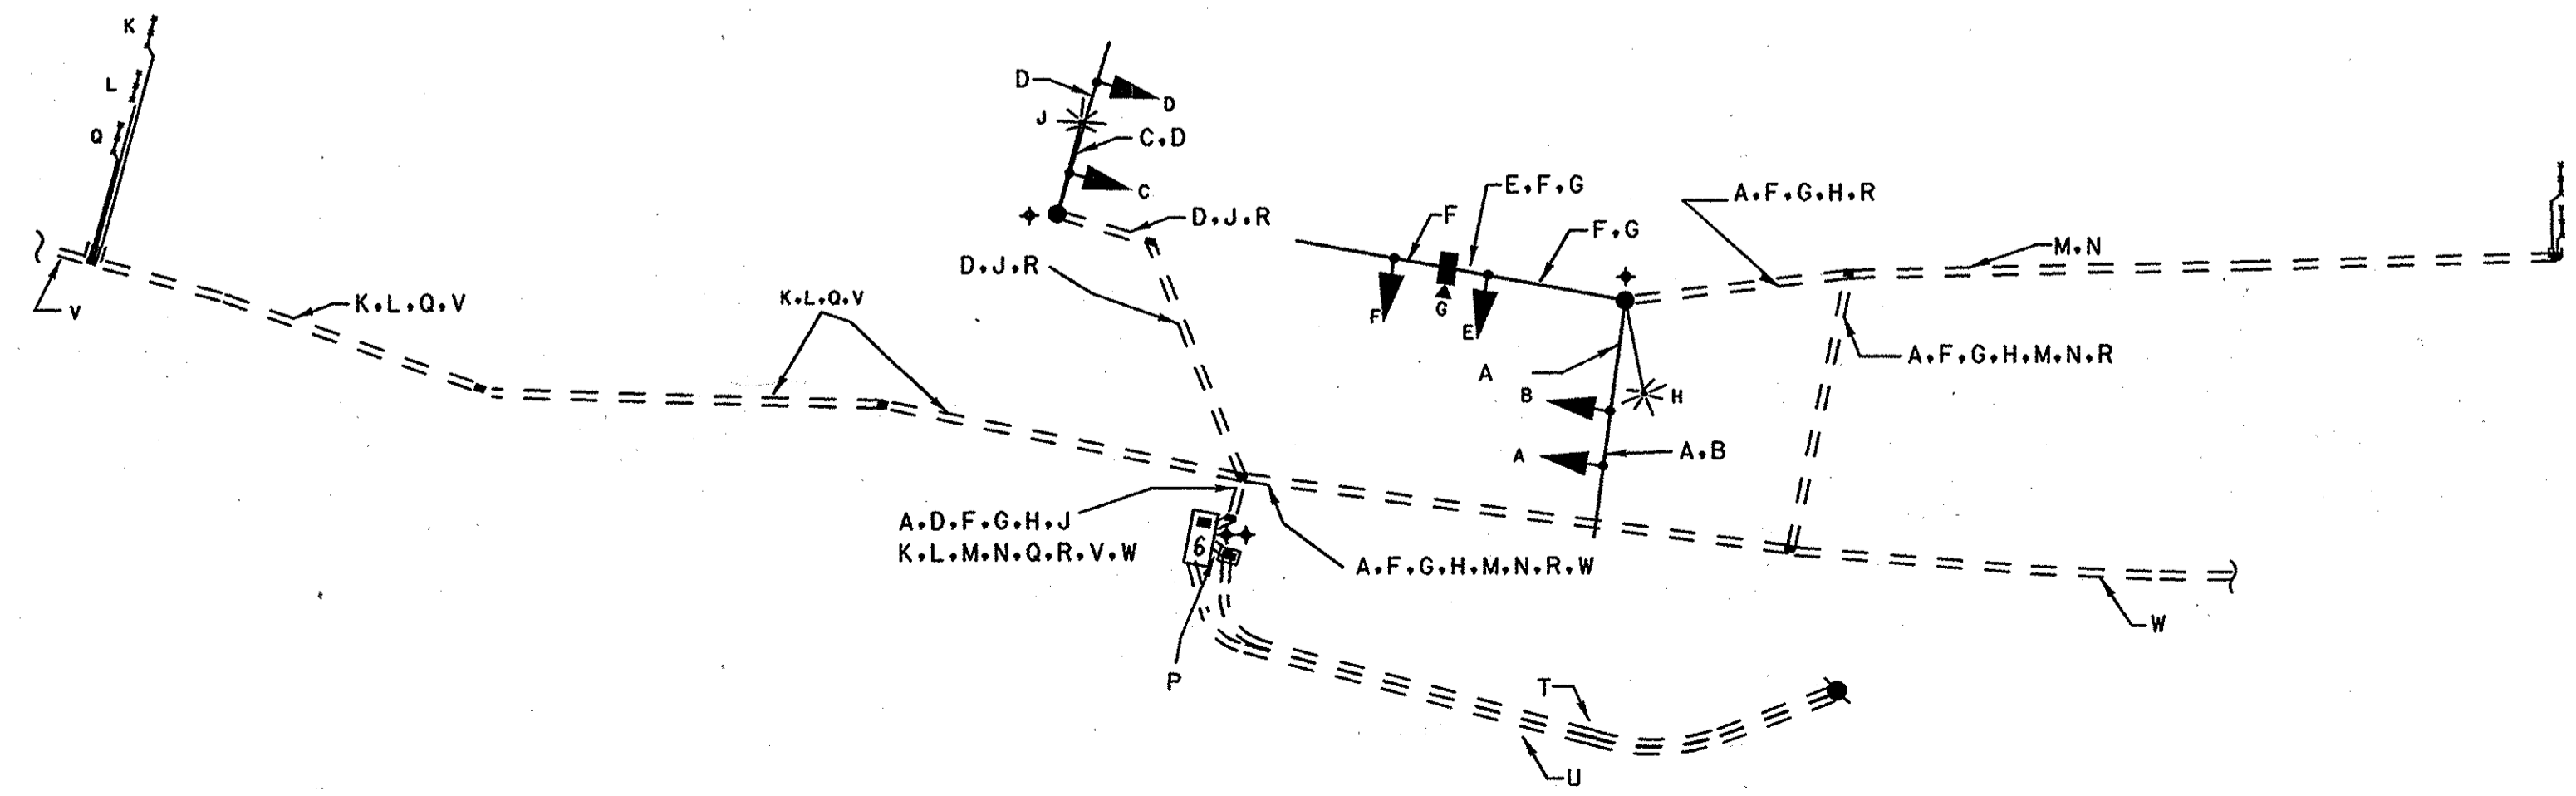 K
L
Q
D
D
J
C,D
C
E,F,G
A,F,G,H,R
F
F,G
D,J,R
M,N
D,J,R
V
K,L,Q,V
K,L,Q,V
F
G
E
A,F,G,H,M,N,R
A
B
H
A
A,B
A,D,F,G,H,J
K,L,M,N,Q,R,V,W
6
A,F,G,H,M,N,R,W
W
P
T
U